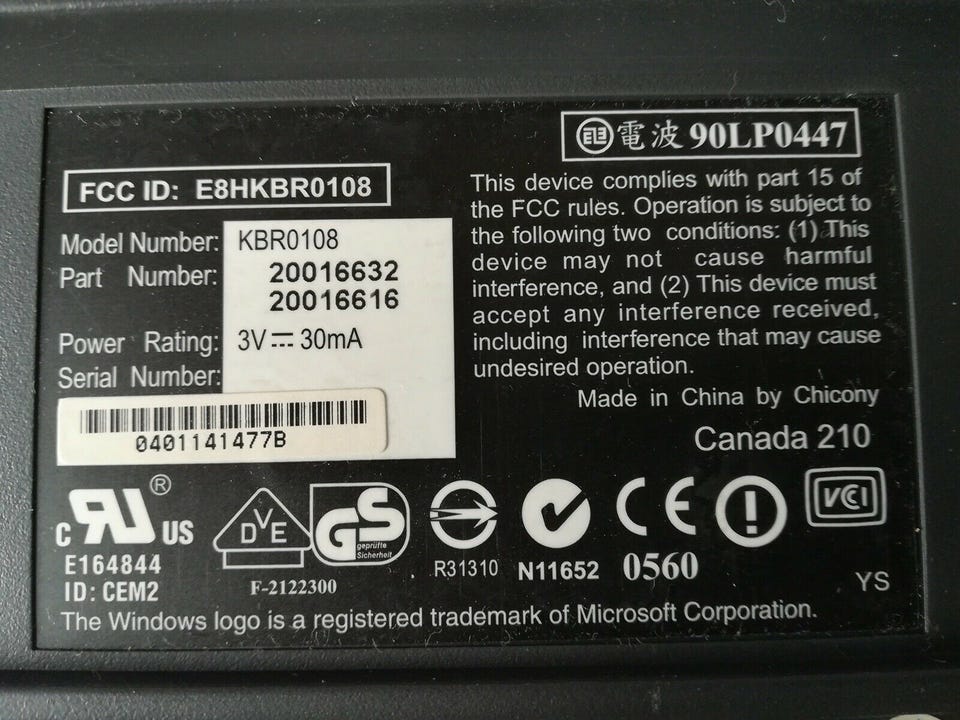 電波 90LP0447
FCC ID: E8HKBR0108
Model Number: KBR0108
Part Number: 20016632
20016616
Power Rating: 3V 30mA
Serial Number:
0401141477B
This device complies with part 15 of
the FCC rules. Operation is subject to
the following two conditions: (1) This
device may not cause harmful
interference, and (2) This device must
accept any interference received,
including interference that may cause
undesired operation.
Made in China by Chicony
Canada 210
c RU ® US
E164844
ID: CEM2
DVE
F-2122300
GS
geprüfte
Sicherheit
R31310
N11652
CE
0560
VCI
YS
The Windows logo is a registered trademark of Microsoft Corporation.